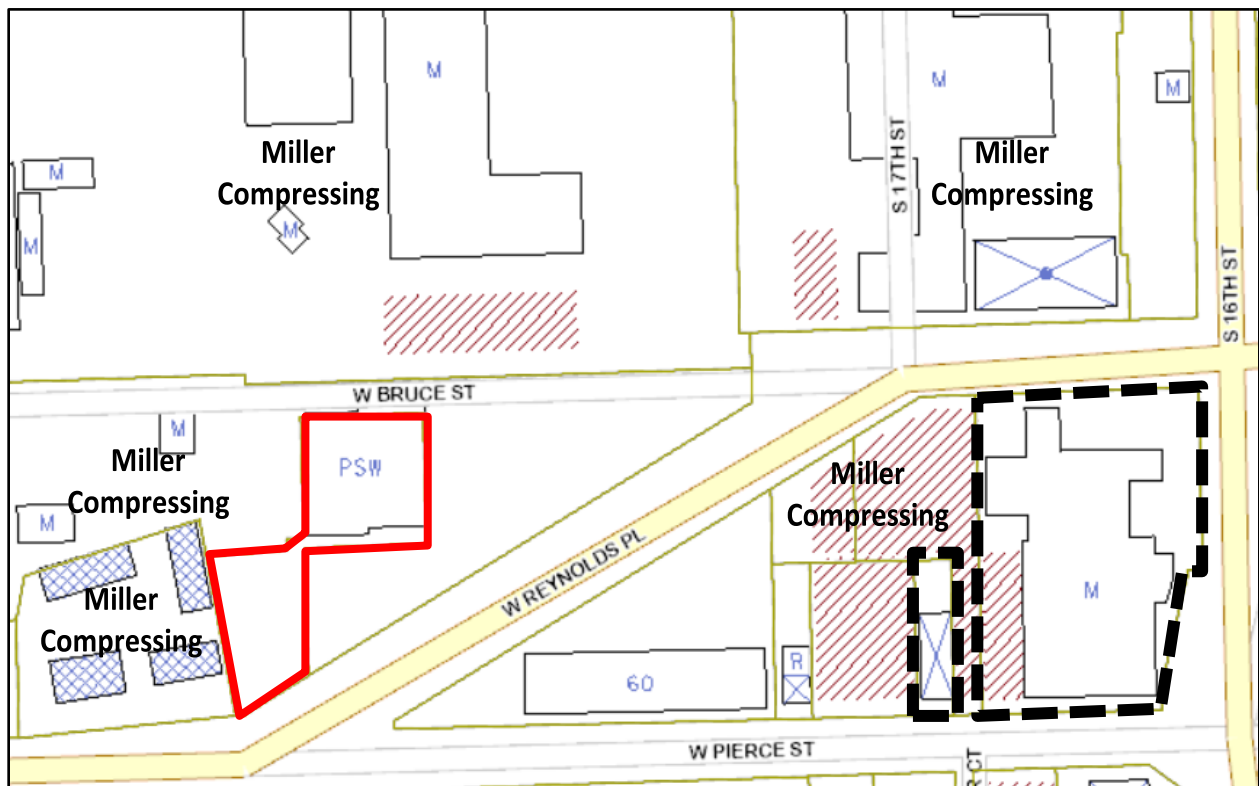 M
M
M
Miller
Compressing
M
M
M
S 17TH ST
Miller
Compressing
M
S 16TH ST
W BRUCE ST
M
Miller
Compressing
M
PSW
Miller
Compressing
W REYNOLDS PL
Miller
Compressing
M
R
60
W PIERCE ST
R CT